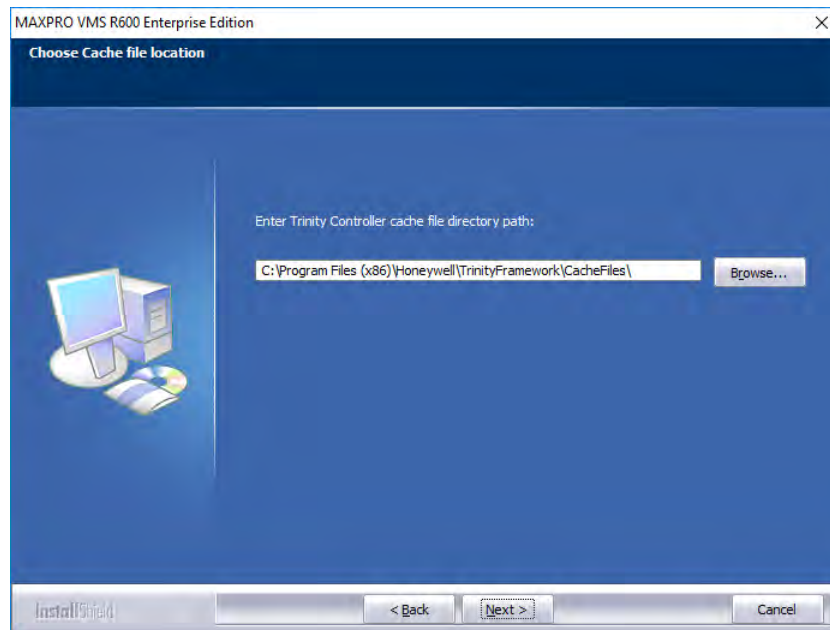 MAXPRO VMS R600 Enterprise Edition
Choose Cache file location
Enter Trinity Controller cache file directory path:
C:\Program Files (x86)\Honeywell\TrinityFramework\CacheFiles\
Browse...
InstallShield
< Back
Next >
Cancel